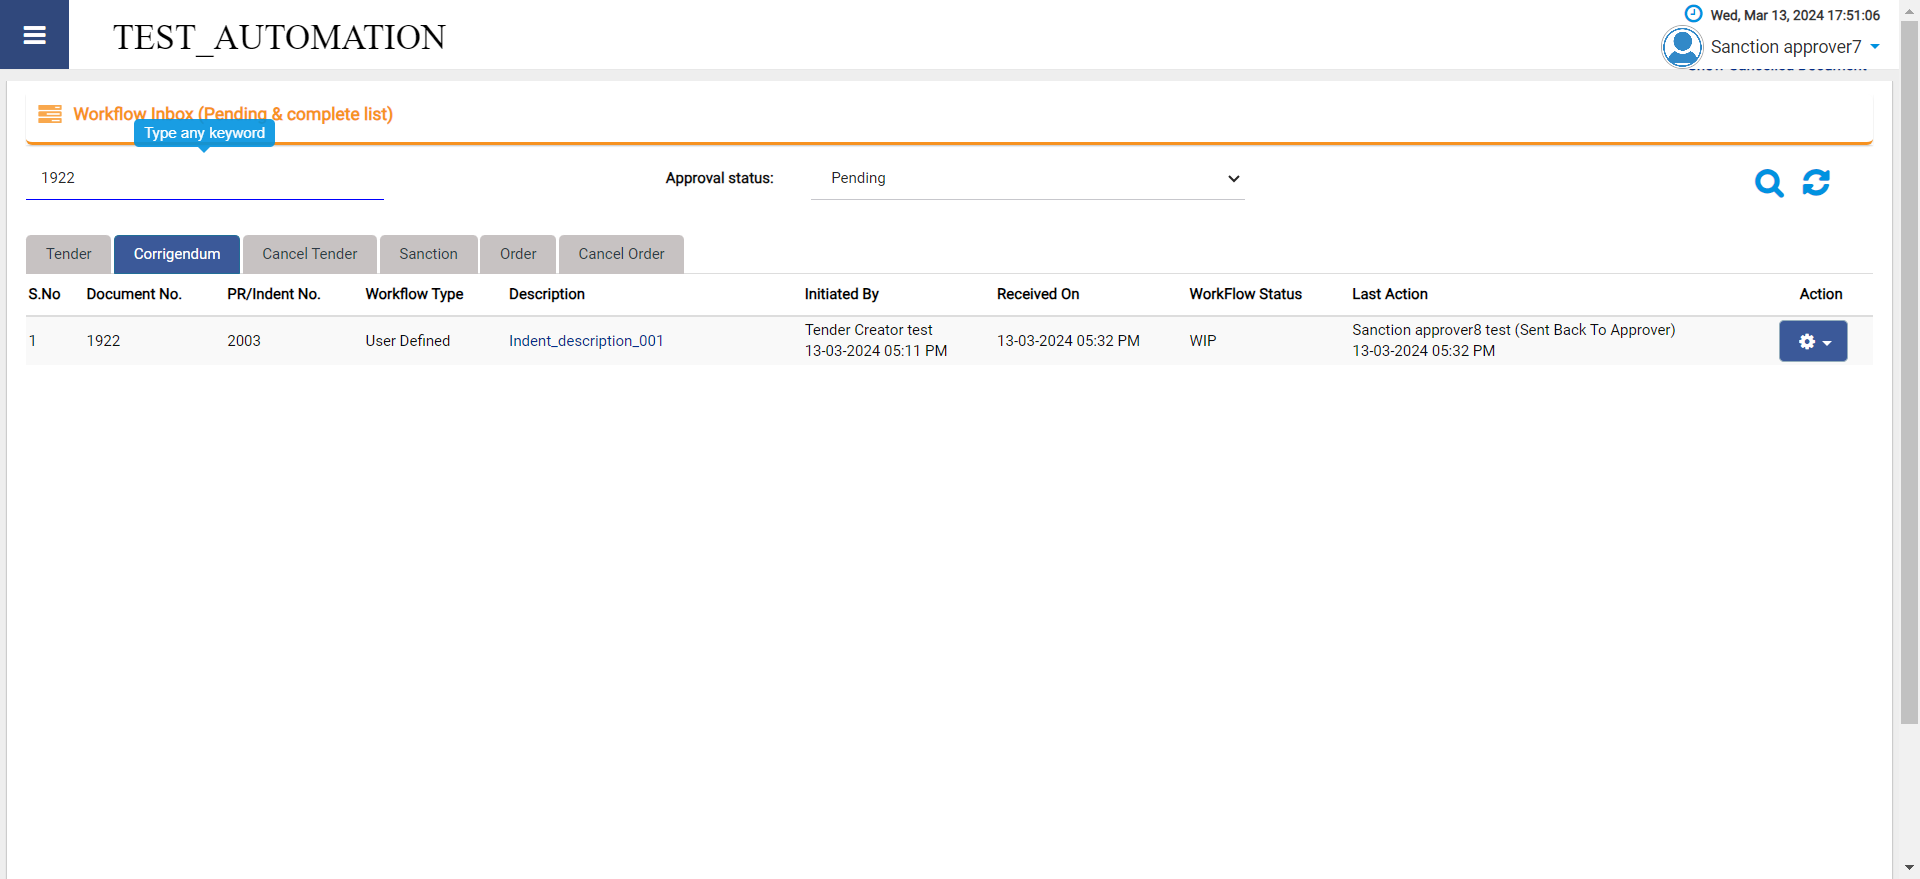 TEST_AUTOMATION
Wed, Mar 13, 2024 17:51:06
Sanction approver7
Show Cancelled Document
Workflow Inbox (Pending & complete list)
Type any keyword
1922
Approval status:
Pending
Tender
Corrigendum
Cancel Tender
Sanction
Order
Cancel Order
S.No Document No. PR/Indent No. Workflow Type Description Initiated By Received On WorkFlow Status Last Action Action
1 1922 2003 User Defined Indent_description_001 Tender Creator test 13-03-2024 05:11 PM 13-03-2024 05:32 PM WIP Sanction approver8 test (Sent Back To Approver) 13-03-2024 05:32 PM